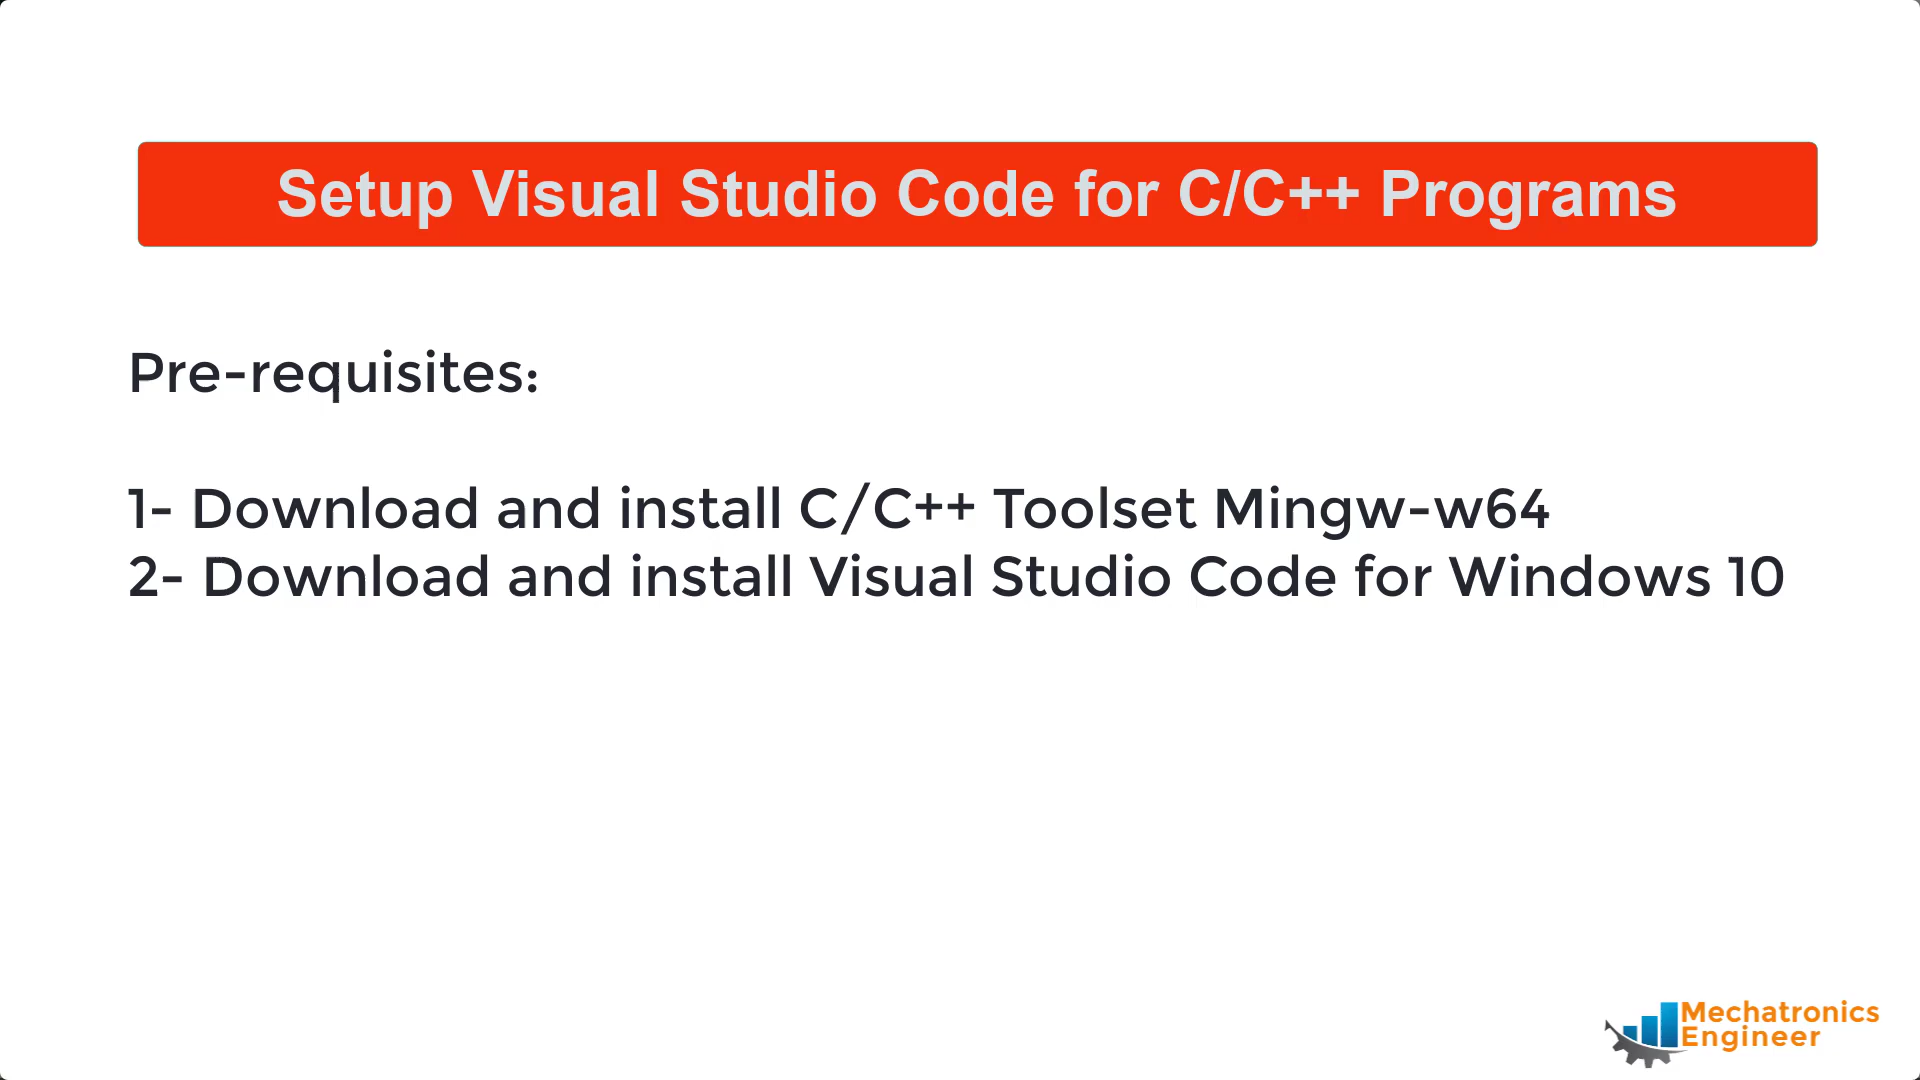 Setup Visual Studio Code for C/C++ Programs
Pre-requisites:
1- Download and install C/C++ Toolset Mingw-w64
2- Download and install Visual Studio Code for Windows 10
Mechatronics
Engineer